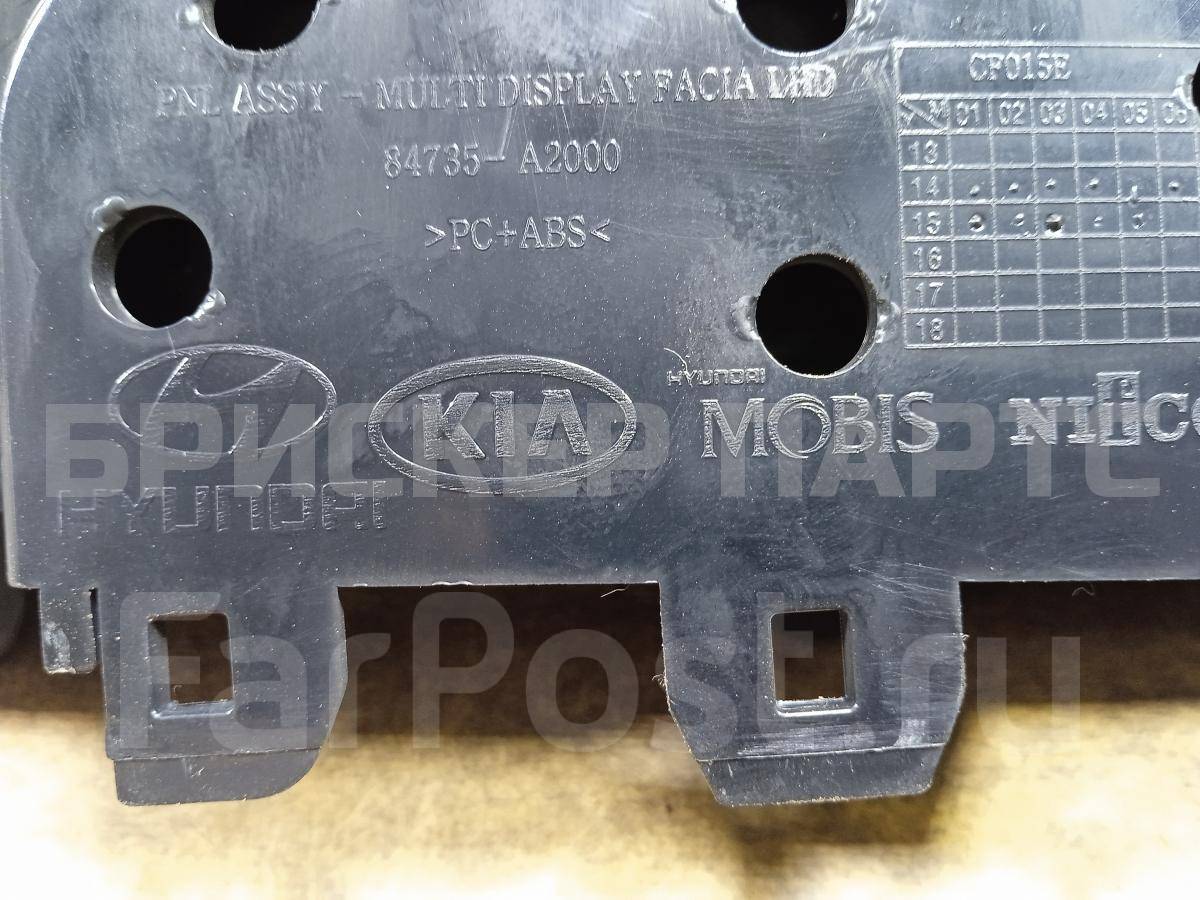 PNL ASS'Y - MULTI DISPLAY FACIA LHD
84735- A2000
>PC+ABS<
CF015E
M 01 02 03 04 05 06
13
14
15
16
17
18
HYUNDAI
KIA
HYUNDAI
MOBIS
БРИСКЕР ПАРТС
FarPost.ru